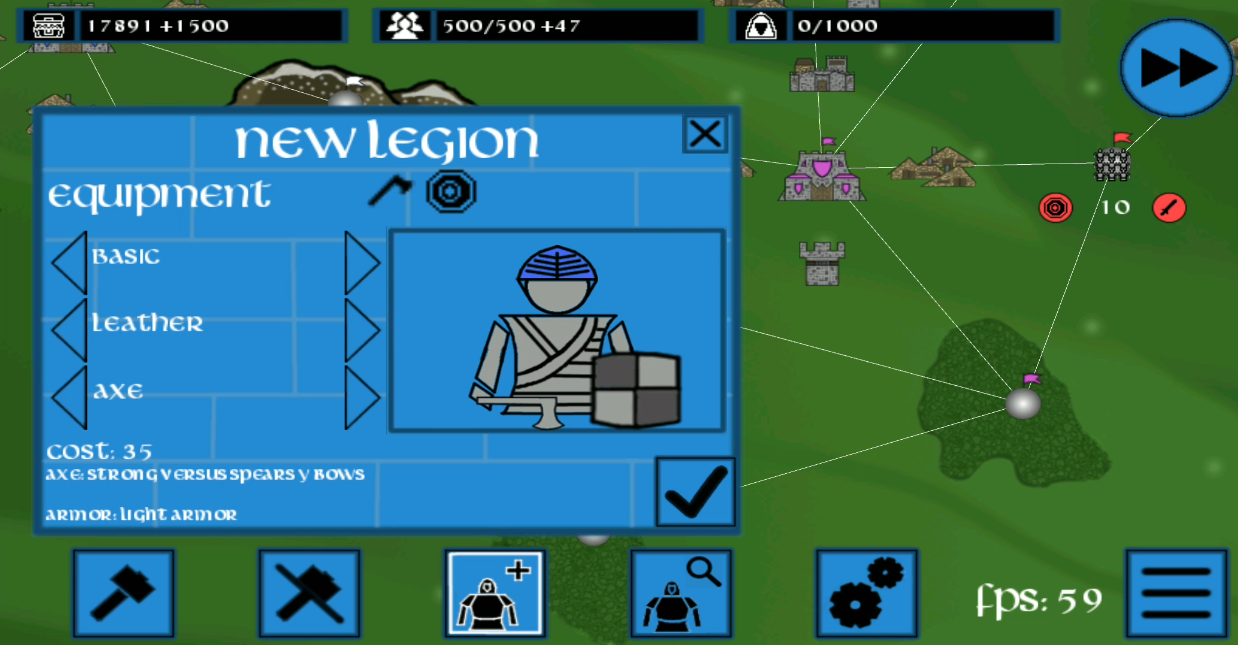 17891 +1500
500/500 +47
0/1000
new legion
equipment
Basic
Leather
Axe
10
cost: 35
Axe: strong versus spears y bows
armor: light armor
fps: 59